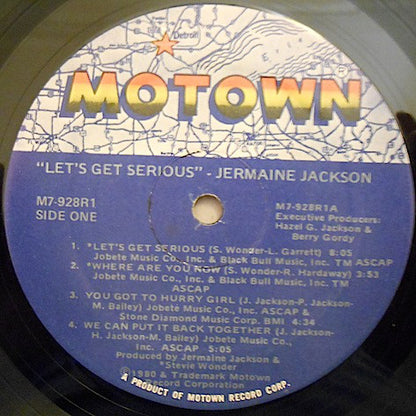 Detroit
ERIE
MOTOWN
"LET'S GET SERIOUS" - JERMAINE JACKSON
M7-928R1
SIDE ONE
M7-928R1A
Executive Producers:
Hazel G. Jackson &
Berry Gordy
1. *LET'S GET SERIOUS (S. Wonder-L. Garrett) 8:05
Jobete Music Co., Inc. & Black Bull Music, Inc. TM ASCAP
2. *WHERE ARE YOU NOW (S. Wonder-R. Hardaway) 3:53
Jobete Music Co., Inc. & Black Bull Music, Inc. TM
ASCAP
3. YOU GOT TO HURRY GIRL (J. Jackson-P. Jackson-
M. Bailey) Jobete Music Co., Inc. ASCAP &
Stone Diamond Music Corp. BMI 4:34
4. WE CAN PUT IT BACK TOGETHER (J. Jackson-
H. Jackson-M. Bailey) Jobete Music Co.,
Inc. ASCAP 5:05
Produced by Jermaine Jackson &
*Stevie Wonder
©1980 & Trademark Motown
Record Corporation
A PRODUCT OF MOTOWN RECORD CORP.